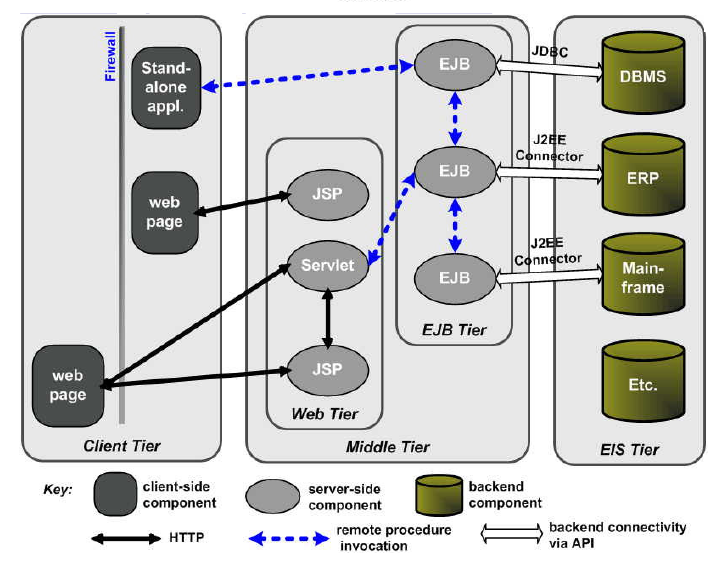 Firewall
Stand-
alone
appl.
web
page
web
page
Client Tier
JSP
Servlet
JSP
Web Tier
EJB
EJB
EJB
EJB Tier
Middle Tier
JDBC
J2EE
Connector
J2EE
Connector
DBMS
ERP
Main-
frame
Etc.
EIS Tier
Key:
client-side
component
server-side
component
backend
component
HTTP
remote procedure
invocation
backend connectivity
via API